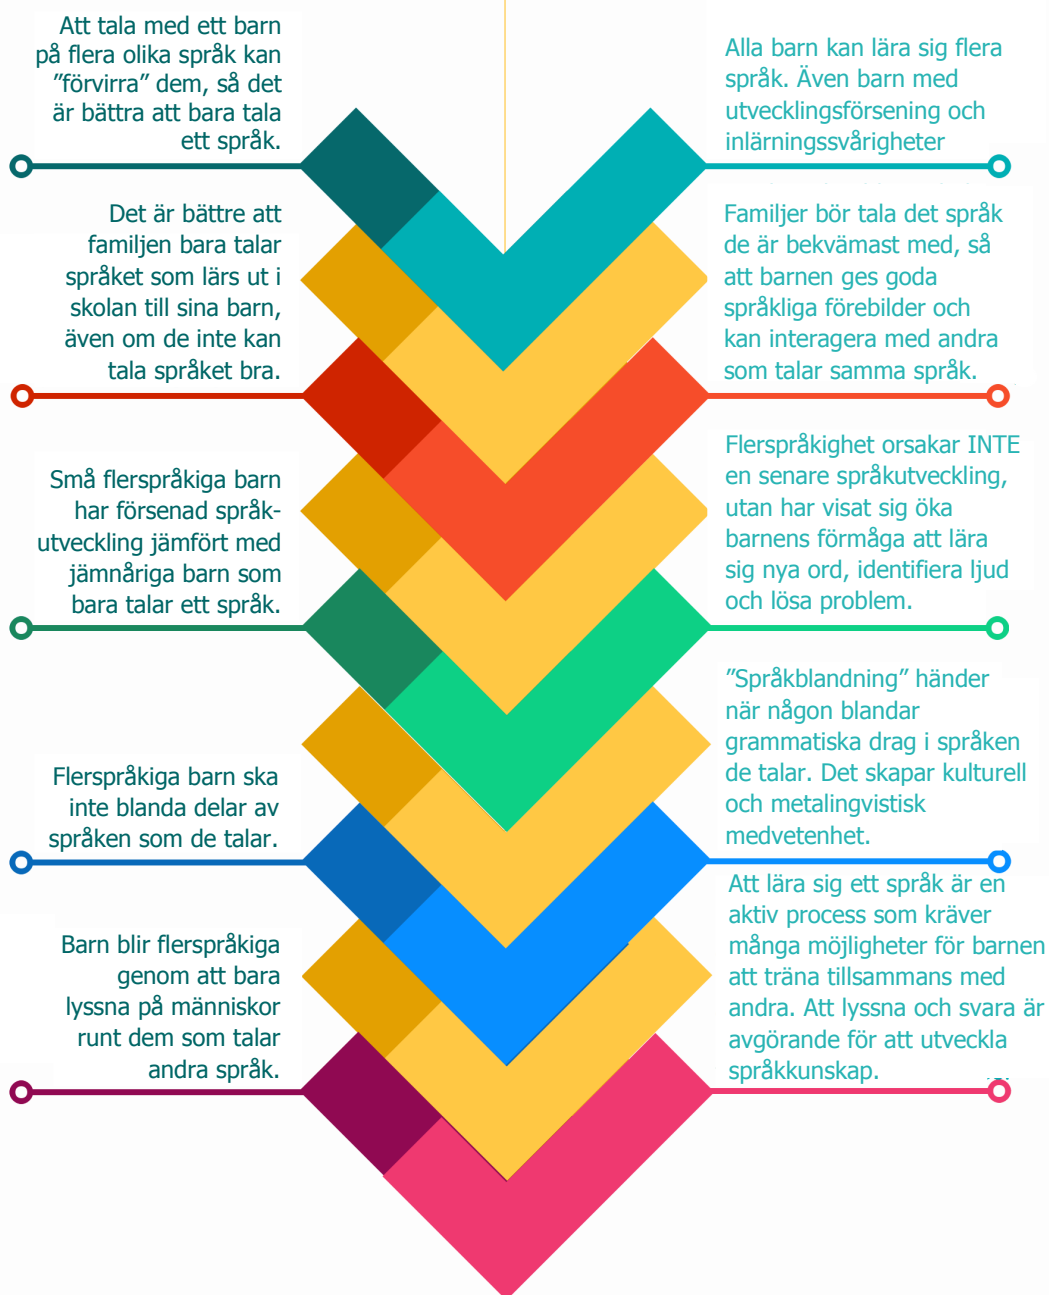 Att tala med ett barn
på flera olika språk kan
”förvirra” dem, så det
är bättra att bara tala
ett språk.
Alla barn kan lära sig flera
språk. Även barn med
utvecklingsförsening och
inlärningssvårigheter
Det är bättre att
familjen bara talar
språket som lärs ut i
skolan till sina barn,
även om de inte kan
tala språket bra.
Familjer bör tala det språk
de är bekvämast med, så
att barnen ges goda
språkliga förebilder och
kan interagera med andra
som talar samma språk.
Små flerspråkiga barn
har försenad språk-
utveckling jämfört med
jämnåriga barn som
bara talar ett språk.
Flerspråkighet orsakar INTE
en senare språkutveckling,
utan har visat sig öka
barnens förmåga att lära
sig nya ord, identifiera ljud
och lösa problem.
Flerspråkiga barn ska
inte blanda delar av
språken som de talar.
”Språkblandning” händer
när någon blandar
grammatiska drag i språken
de talar. Det skapar kulturell
och metalingvistisk
medvetenhet.
Barn blir flerspråkiga
genom att bara
lyssna på människor
runt dem som talar
andra språk.
Att lära sig ett språk är en
aktiv process som kräver
många möjligheter för barnen
att träna tillsammans med
andra. Att lyssna och svara är
avgörande för att utveckla
språkkunskap.